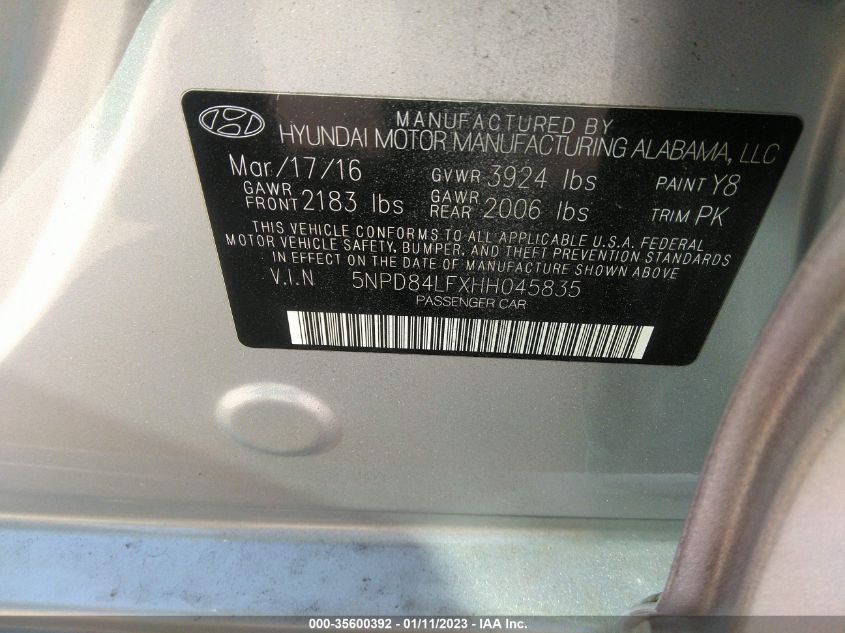 MANUFACTURED BY
HYUNDAI MOTOR MANUFACTURING ALABAMA, LLC
Mar/17/16 GVWR 3924 lbs PAINT Y8
GAWR FRONT 2183 lbs GAWR REAR 2006 lbs TRIM PK
THIS VEHICLE CONFORMS TO ALL APPLICABLE U.S.A. FEDERAL
MOTOR VEHICLE SAFETY, BUMPER, AND THEFT PREVENTION STANDARDS
IN EFFECT ON THE DATE OF MANUFACTURE SHOWN ABOVE
V.I.N 5NPD84LFXHH045835
PASSENGER CAR
000-35600392 - 01/11/2023 - IAA Inc.